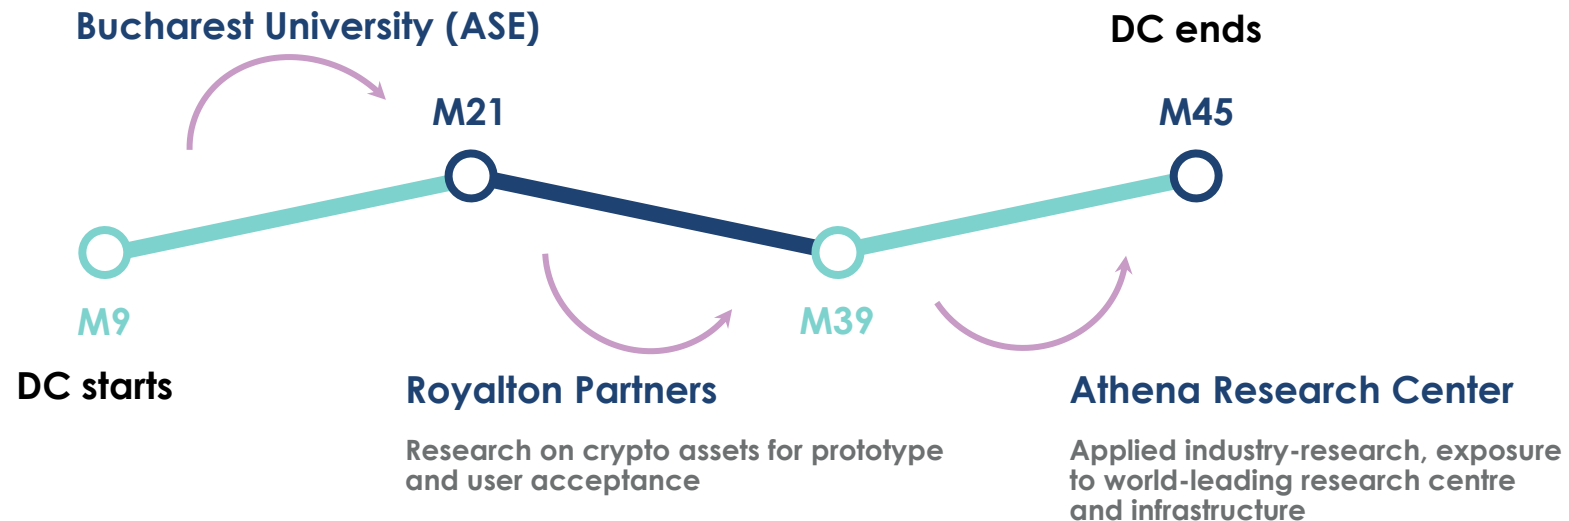 Bucharest University (ASE)
DC ends
M21
M45
M9
M39
DC starts
Royalton Partners
Research on crypto assets for prototype
and user acceptance
Athena Research Center
Applied industry-research, exposure
to world-leading research centre
and infrastructure